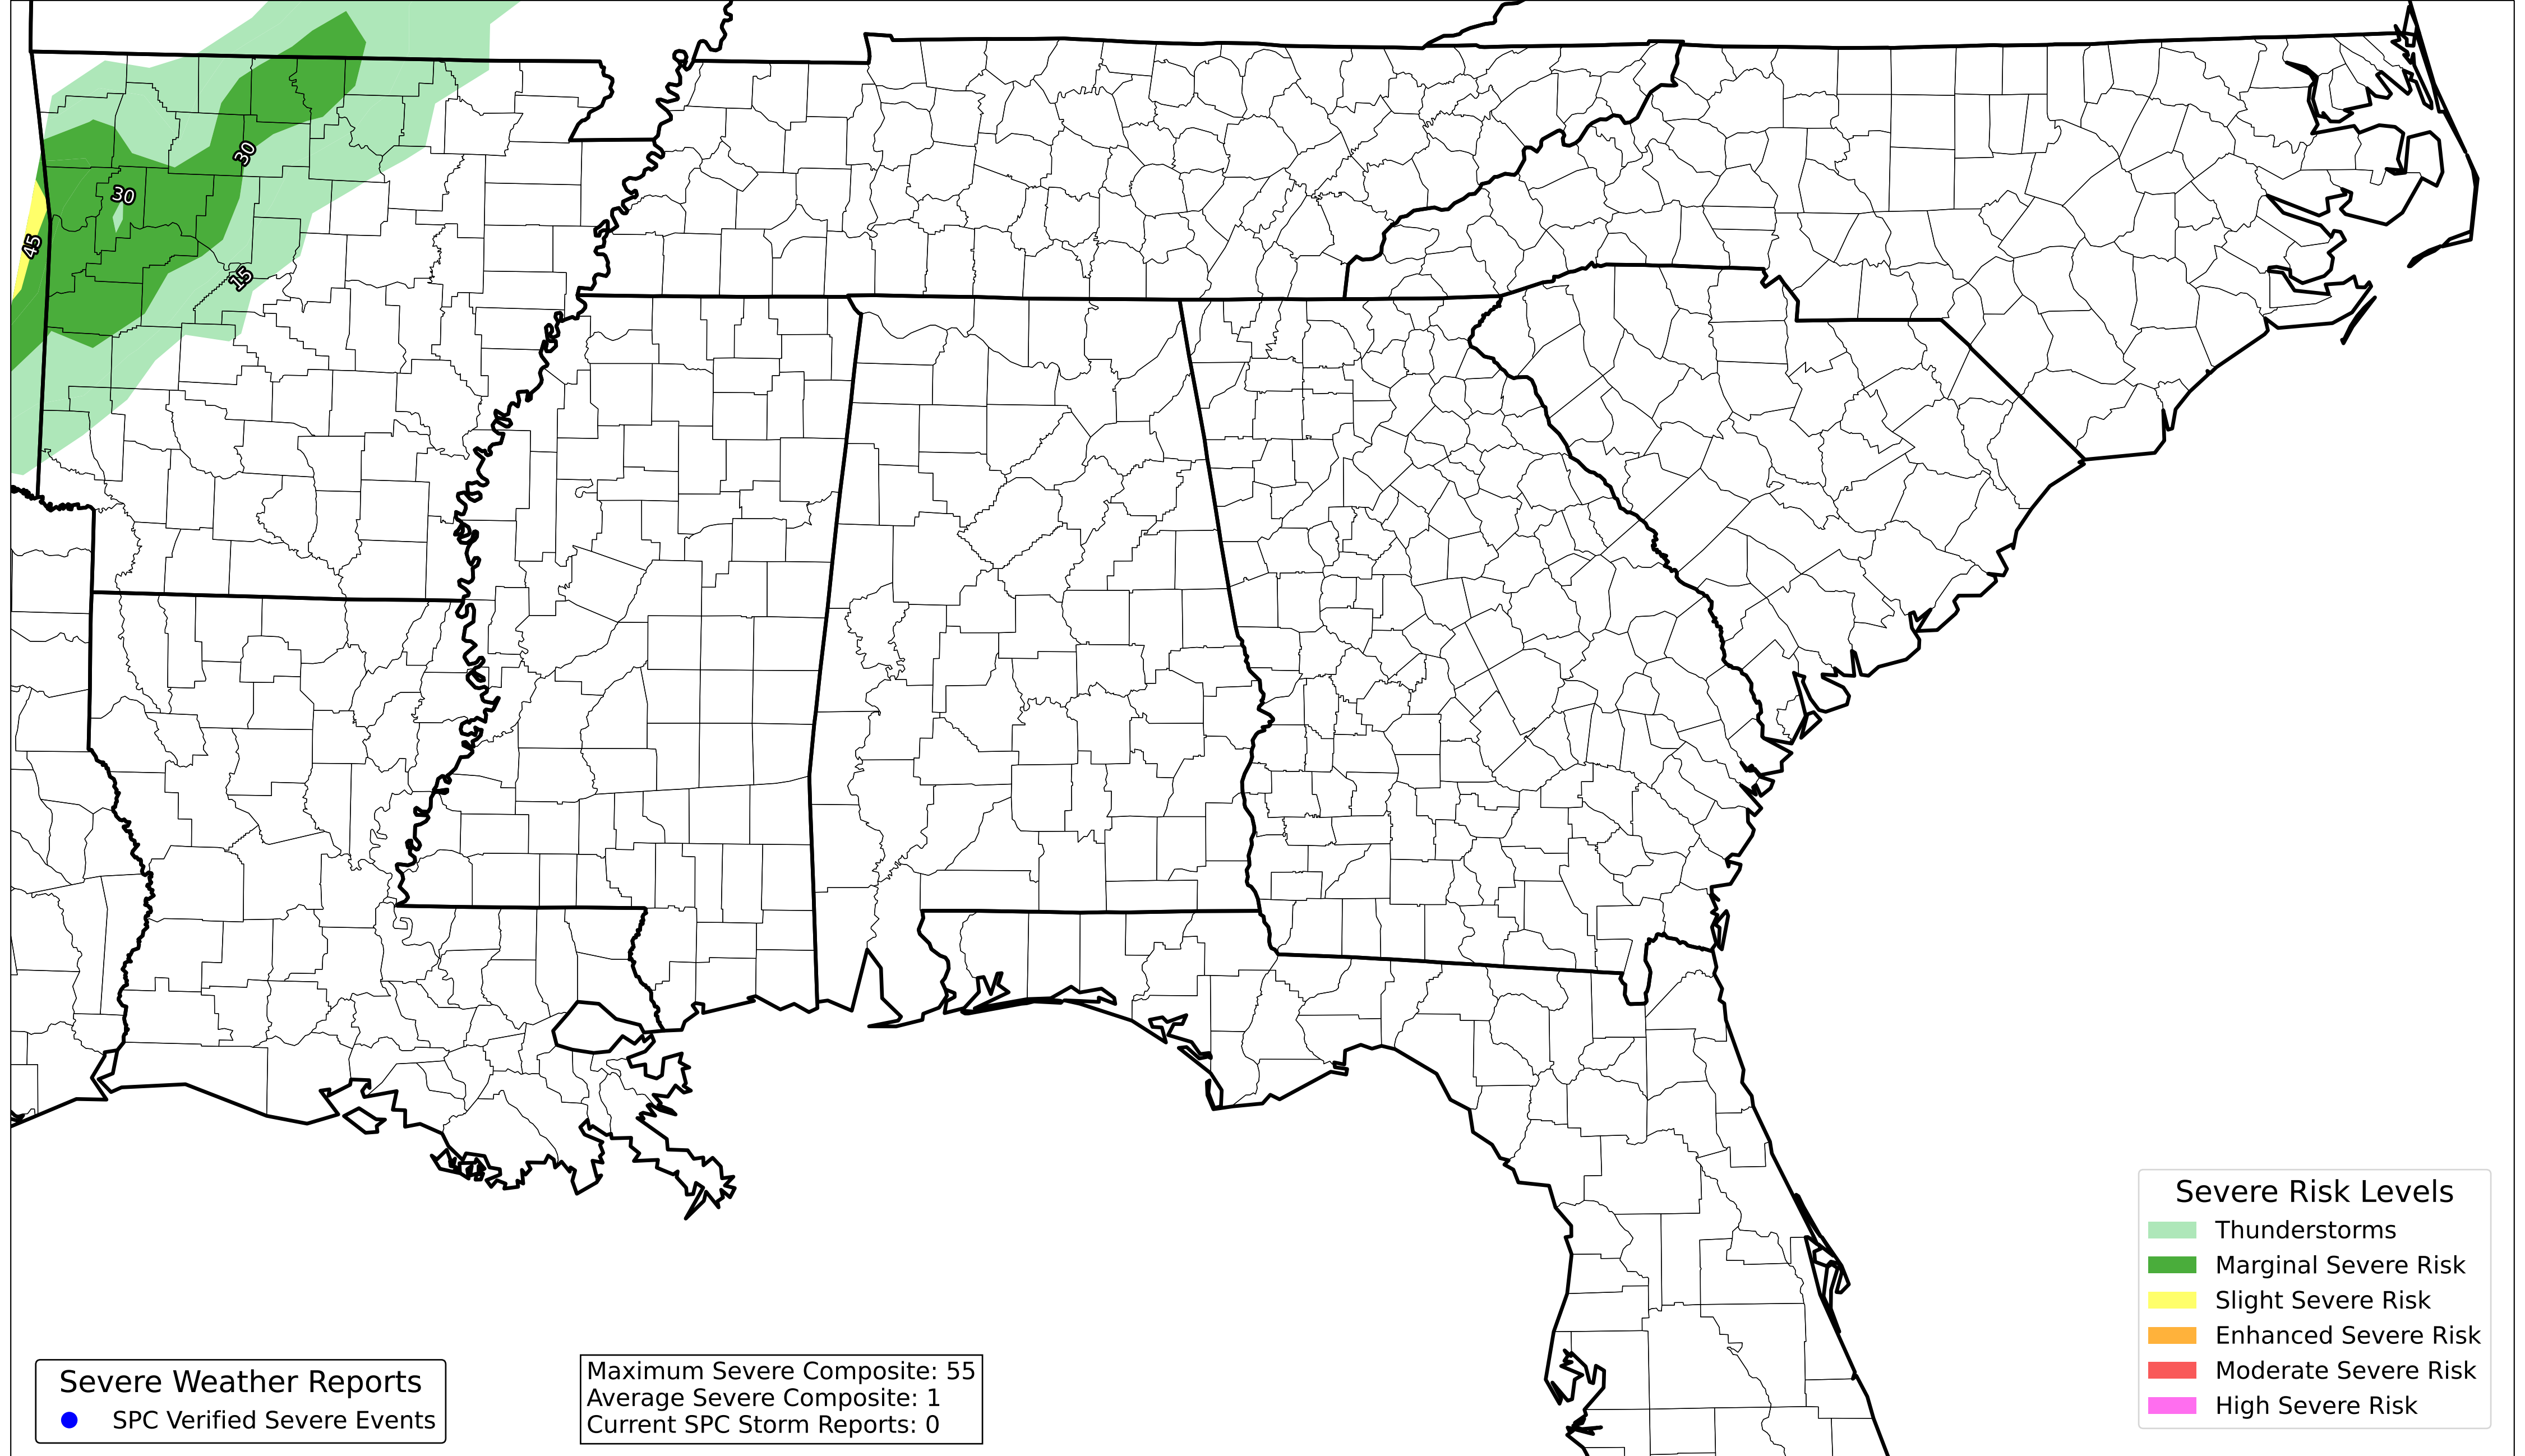 30
30
45
15
Severe Risk Levels
Thunderstorms
Marginal Severe Risk
Slight Severe Risk
Enhanced Severe Risk
Moderate Severe Risk
High Severe Risk
Severe Weather Reports
SPC Verified Severe Events
Maximum Severe Composite: 55
Average Severe Composite: 1
Current SPC Storm Reports: 0